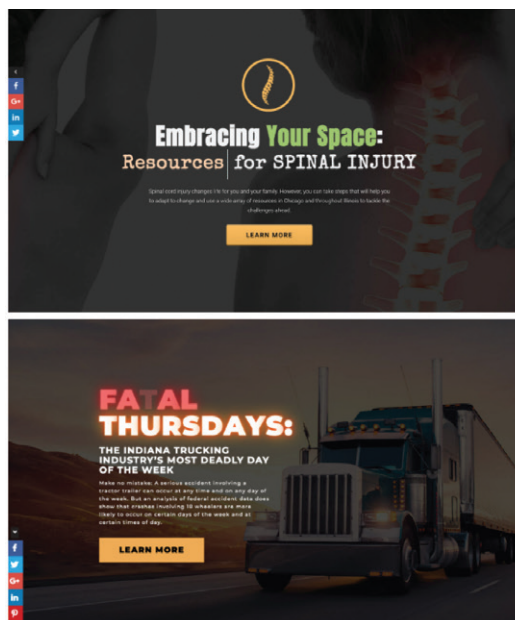 Embracing Your Space:
Resources for SPINAL INJURY
Spinal cord injury changes life for you and your family. However, you can take steps that will help you
to adapt to change and use a wide array of resources in Chicago and throughout Illinois to tackle the
challenges ahead.
LEARN MORE
f
G+
in
FATAL
THURSDAYS:
THE INDIANA TRUCKING
INDUSTRY'S MOST DEADLY DAY
OF THE WEEK
Make no mistake: A serious accident involving a
tractor trailer can occur at any time and on any day of
the week. But an analysis of federal accident data does
show that crashes involving 18 wheelers are more
likely to occur on certain days of the week and at
certain times of day.
LEARN MORE
f
G+
in